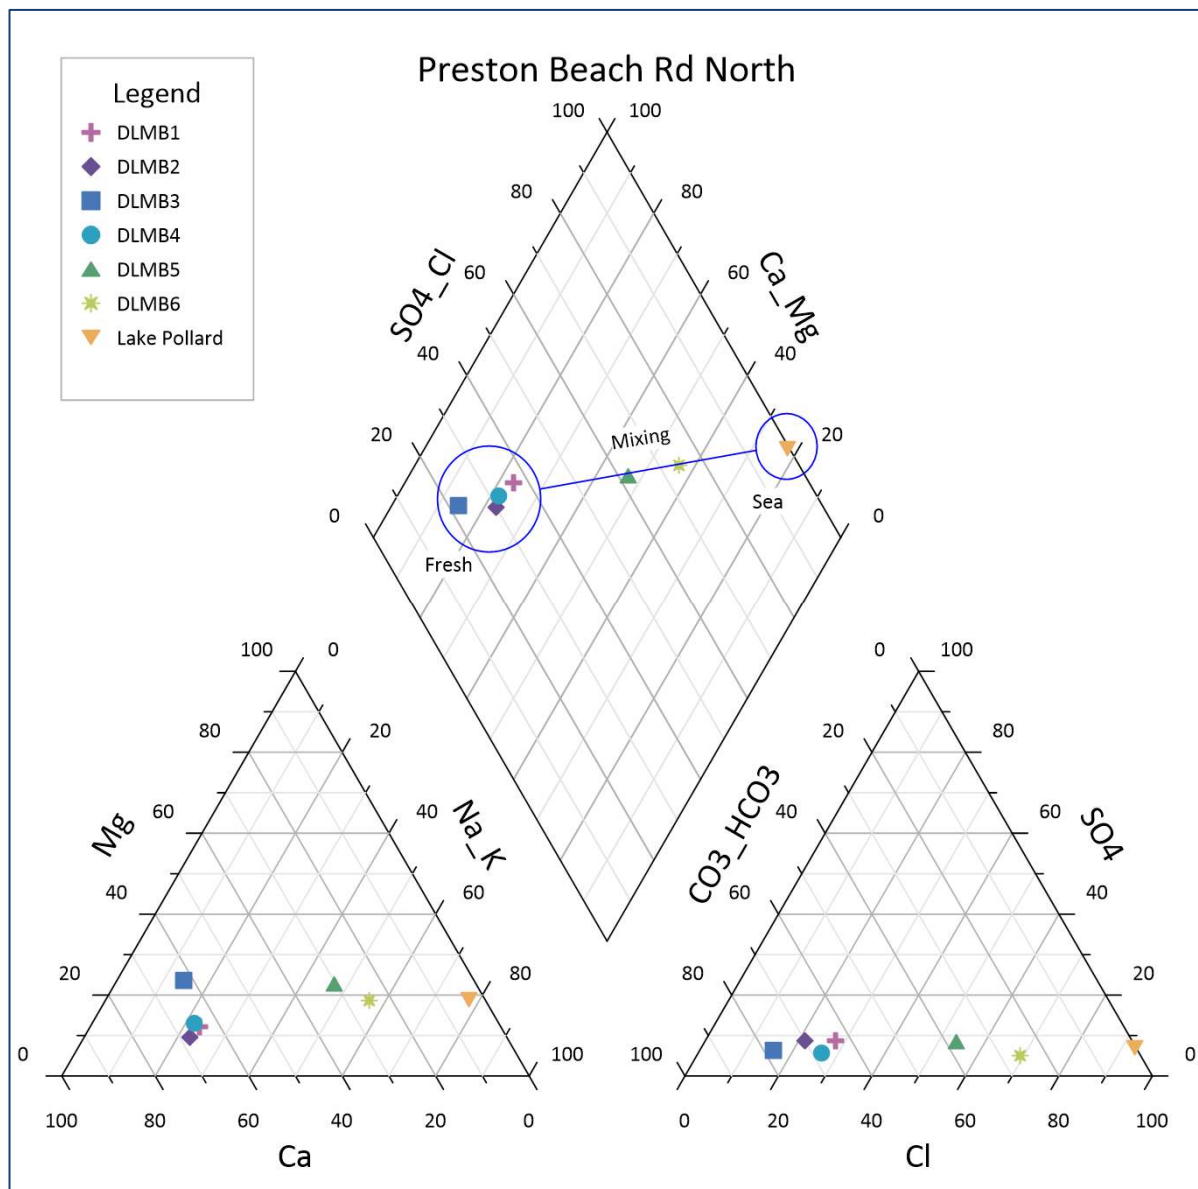 Preston Beach Rd North
Legend
DLMB1
DLMB2
DLMB3
DLMB4
DLMB5
DLMB6
Lake Pollard
100 100
80 80
60 60
40 40
20 20
0 0
SO4_Cl
Ca_Mg
Mixing
Sea
Fresh
100 0
80 20
60 40
40 60
20 80
0 100
Mg
Na_K
100 80 60 40 20 0
Ca
0 100
20 80
40 60
60 40
80 20
100 0
CO3_HCO3
SO4
0 20 40 60 80 100
Cl